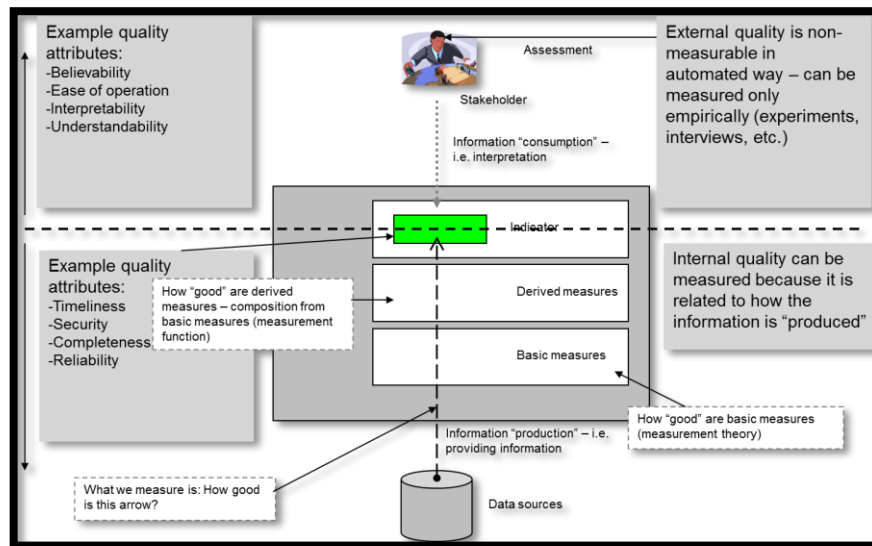 Example quality
attributes:
-Believability
-Ease of operation
-Interpretability
-Understandability
Assessment
Stakeholder
Information “consumption” –
i.e. interpretation
External quality is non-
measurable in
automated way – can be
measured only
empirically (experiments,
interviews, etc.)
Indicator
Example quality
attributes:
-Timeliness
-Security
-Completeness
-Reliability
How “good” are derived
measures – composition from
basic measures (measurement
function)
Derived measures
Basic measures
Internal quality can be
measured because it is
related to how the
information is “produced”
How “good” are basic measures
(measurement theory)
Information “production” – i.e.
providing information
What we measure is: How good
is this arrow?
Data sources